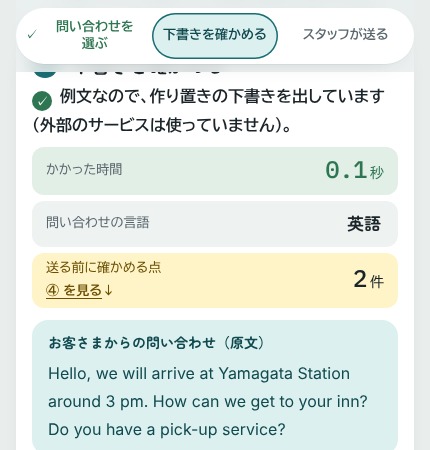 ✓ 問い合わせを
選ぶ
下書きを確かめる
スタッフが送る
✓ 例文なので、作り置きの下書きを出しています
(外部のサービスは使っていません)。
かかった時間
0.1秒
問い合わせの言語
英語
送る前に確かめる点
④ を見る↓
2件
お客さまからの問い合わせ（原文）
Hello, we will arrive at Yamagata Station
around 3 pm. How can we get to your inn?
Do you have a pick-up service?